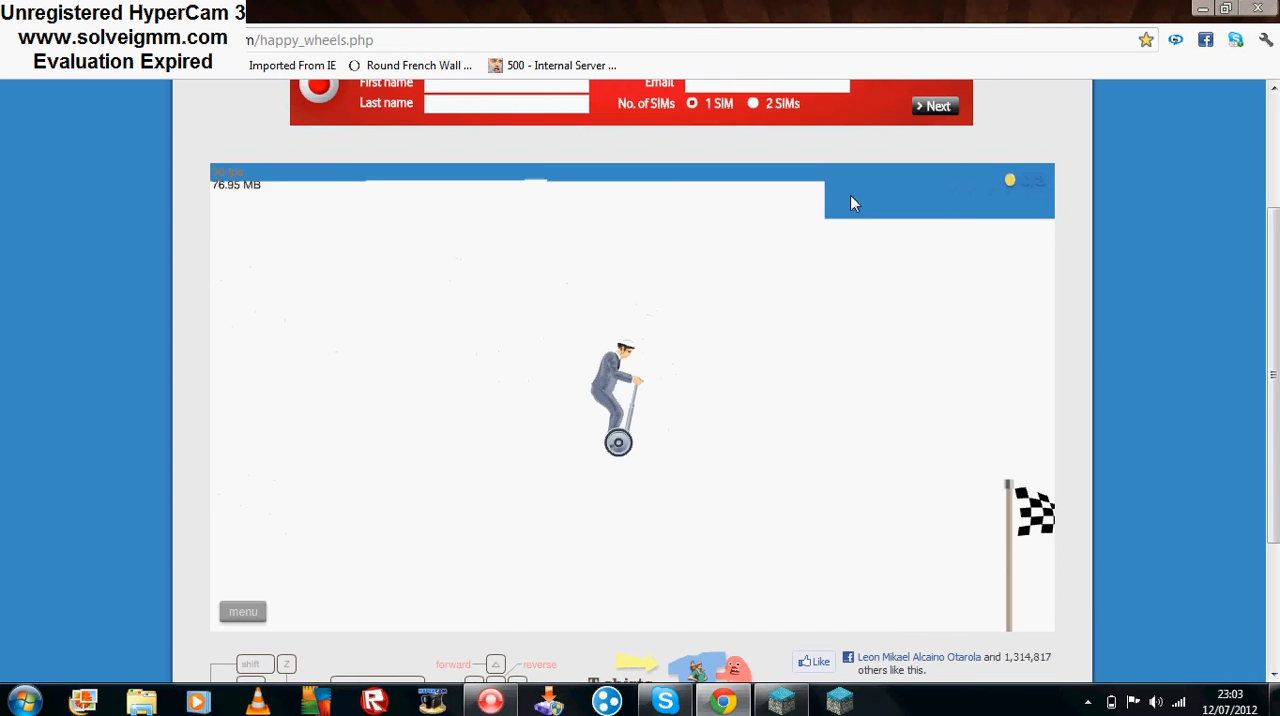 Unregistered HyperCam 3
www.solveigmm.com
Evaluation Expired
m/happy_wheels.php
Imported From IE
Round French Wall ...
500 - Internal Server ...
First name
Email
Last name
No. of SIMs
1 SIM
2 SIMs
Next
30 fps
76.95 MB
menu
shift
Z
forward
reverse
Like
Leon Mikael Alcaino Otarola and 1,314,817
others like this.
23:03
12/07/2012